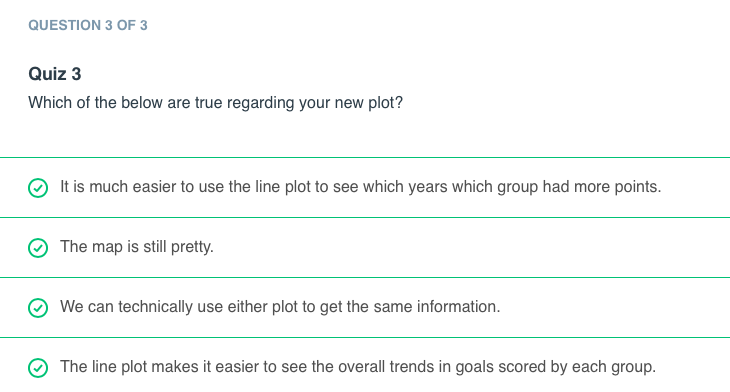 QUESTION 3 OF 3
Quiz 3
Which of the below are true regarding your new plot?
It is much easier to use the line plot to see which years which group had more points.
The map is still pretty.
We can technically use either plot to get the same information.
The line plot makes it easier to see the overall trends in goals scored by each group.